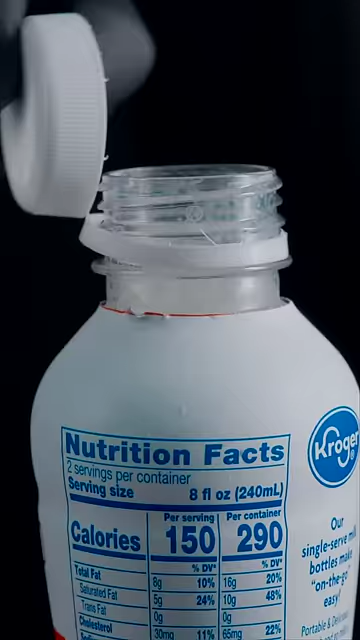 Nutrition Facts
2 servings per container
Serving size 8 fl oz (240mL)
Per serving Per container
Calories 150 290
% DV* % DV*
Total Fat 8g 10% 16g 20%
Saturated Fat 5g 24% 10g 48%
Trans Fat 0g 0g
Cholesterol 30mg 11% 65mg 22%
Kroger
Our
single-serve
bottles make
"on-the-go
easy!
Portable &